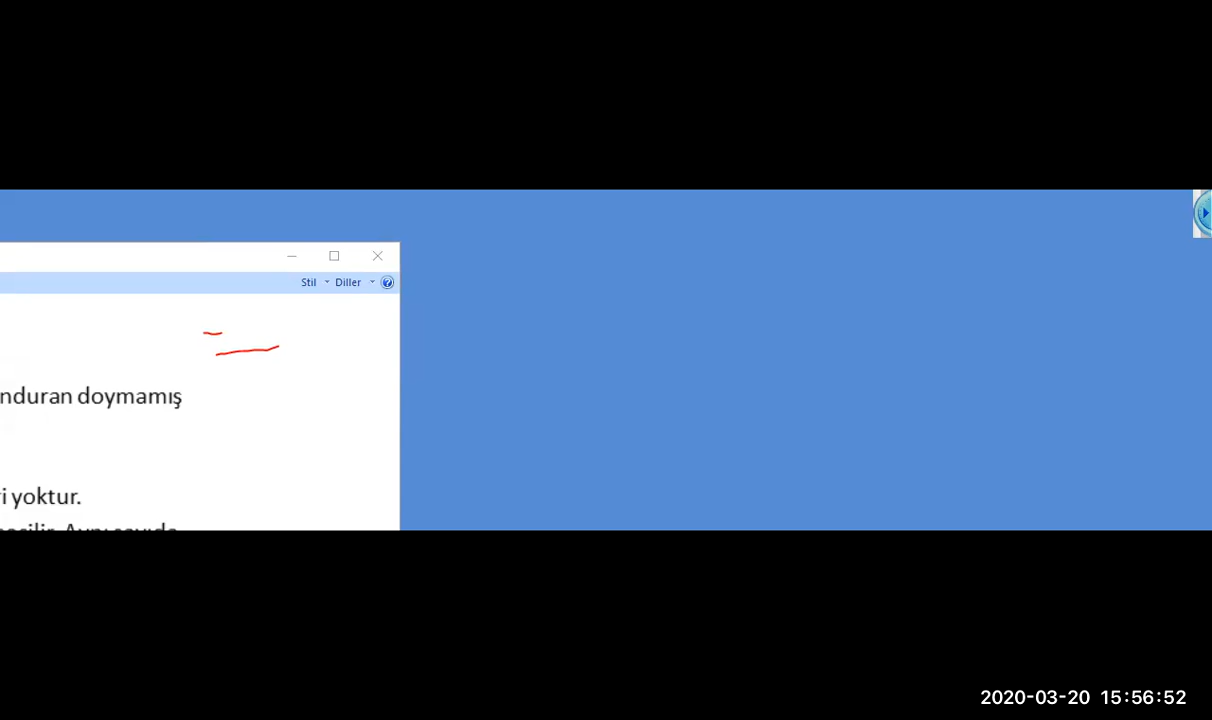 Stil Diller
nduran doymamış
i yoktur.
2020-03-20 15:56:52